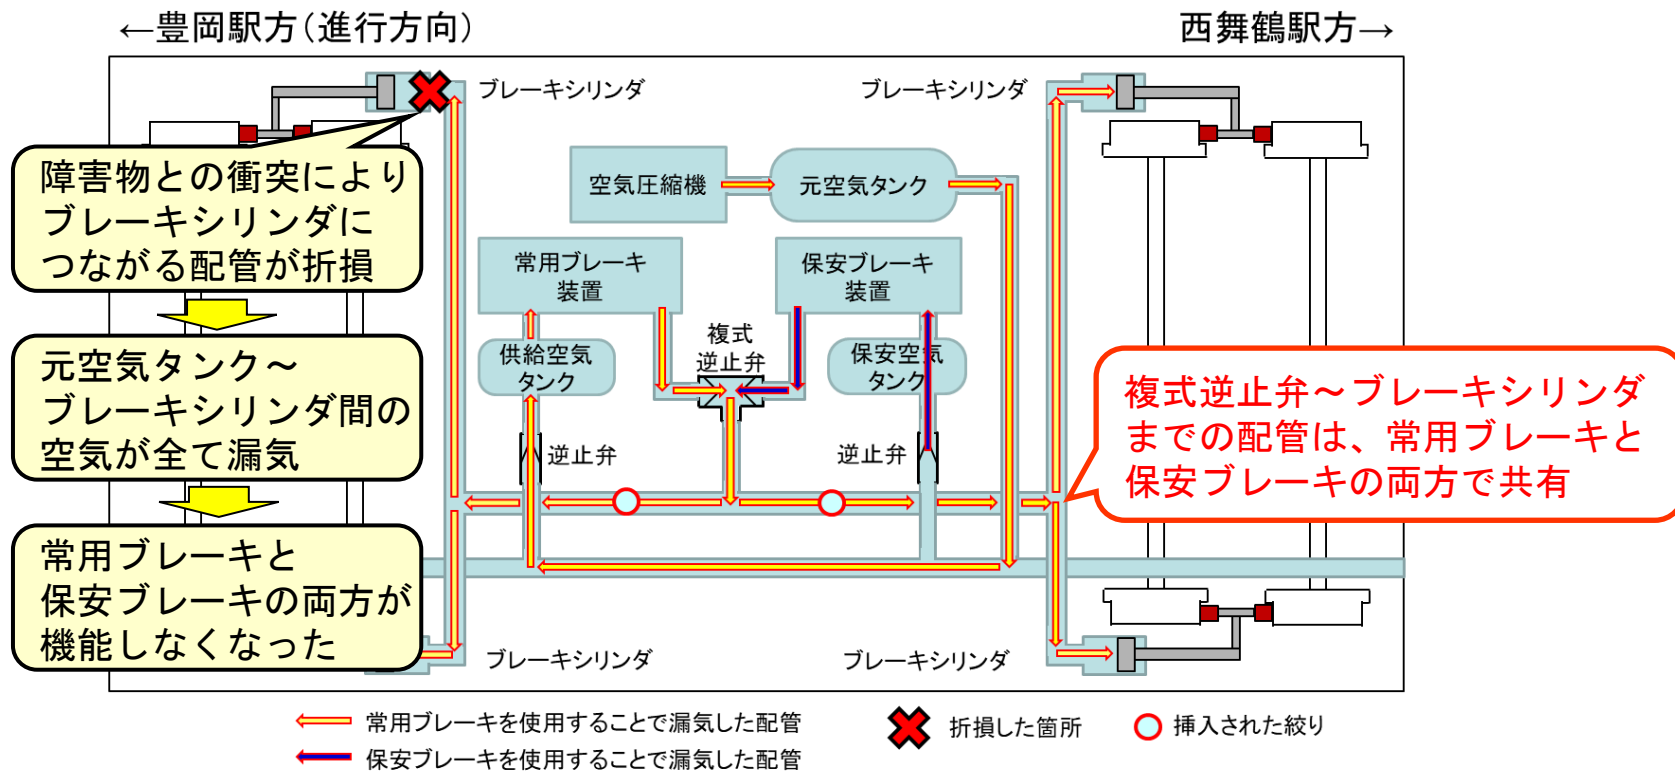 ←豊岡駅方(進行方向)
西舞鶴駅方→
ブレーキシリンダ
ブレーキシリンダ
障害物との衝突により
ブレーキシリンダに
つながる配管が折損
空気圧縮機
元空気タンク
常用ブレーキ
装置
保安ブレーキ
装置
複式
逆止弁
供給空気
タンク
保安空気
タンク
元空気タンク～
ブレーキシリンダ間の
空気が全て漏気
複式逆止弁～ブレーキシリンダ
までの配管は、常用ブレーキと
保安ブレーキの両方で共有
逆止弁
逆止弁
常用ブレーキと
保安ブレーキの両方が
機能しなくなった
ブレーキシリンダ
ブレーキシリンダ
常用ブレーキを使用することで漏気した配管
折損した箇所
挿入された絞り
保安ブレーキを使用することで漏気した配管